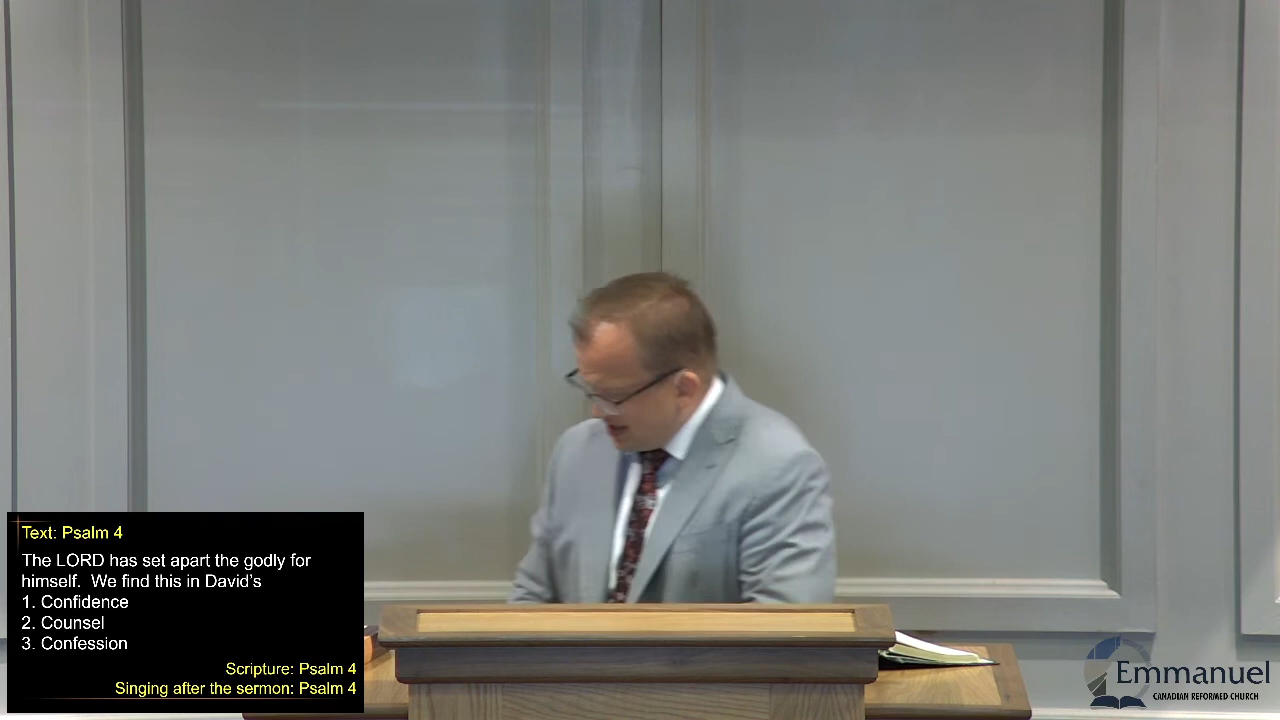 Text: Psalm 4
The LORD has set apart the godly for
himself.  We find this in David's
1. Confidence
2. Counsel
3. Confession
Scripture: Psalm 4
Singing after the sermon: Psalm 4
Emmanuel
CANADIAN REFORMED CHURCH